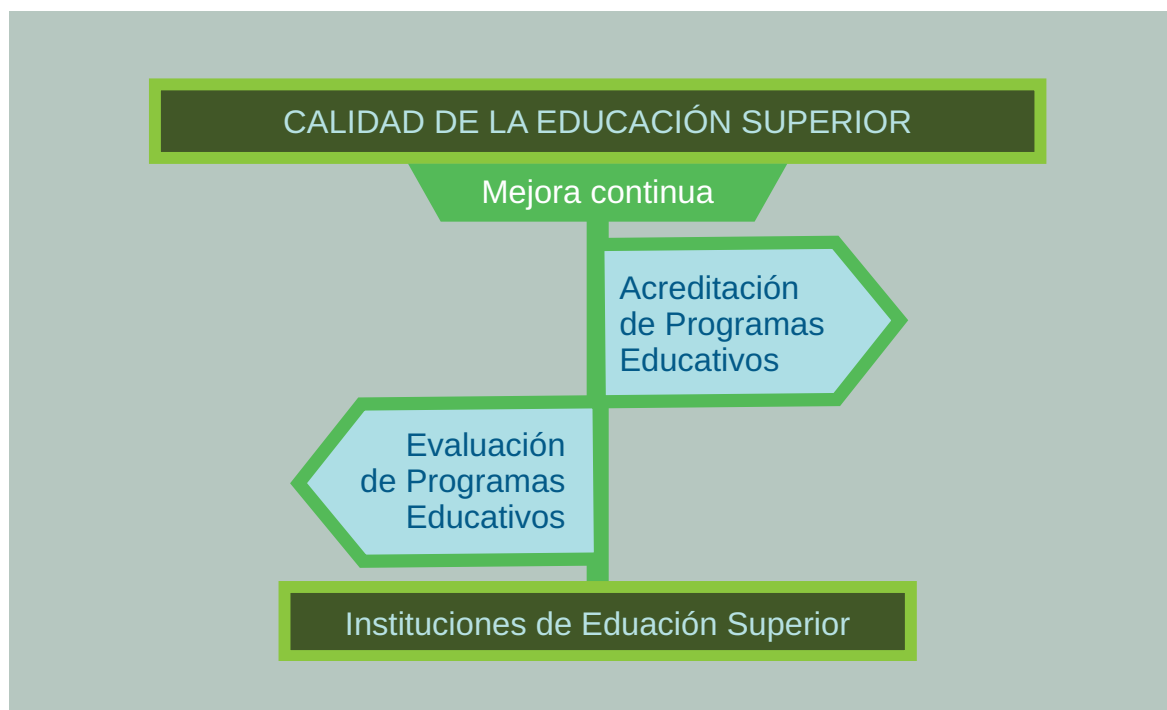 CALIDAD DE LA EDUCACIÓN SUPERIOR
Mejora continua
Acreditación
de Programas
Educativos
Evaluación
de Programas
Educativos
Instituciones de Eduación Superior